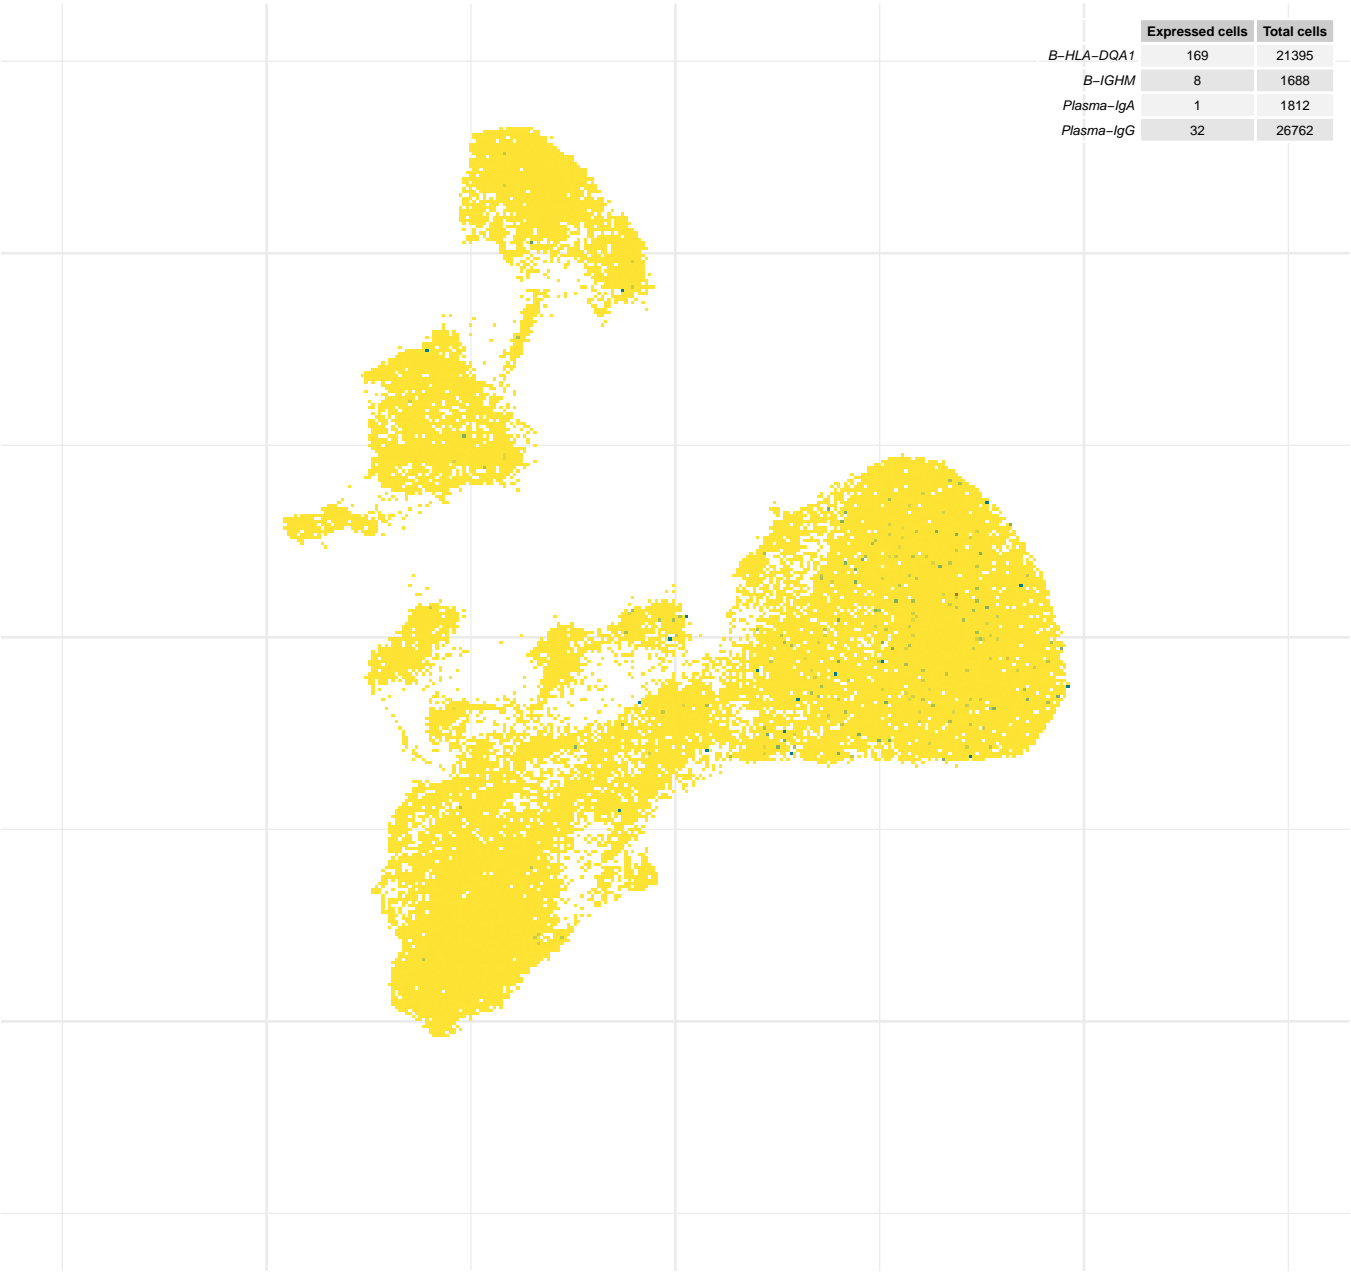 Expressed cells Total cells
B-HLA-DQA1 169 21395
B-IGHM 8 1688
Plasma-IgA 1 1812
Plasma-IgG 32 26762